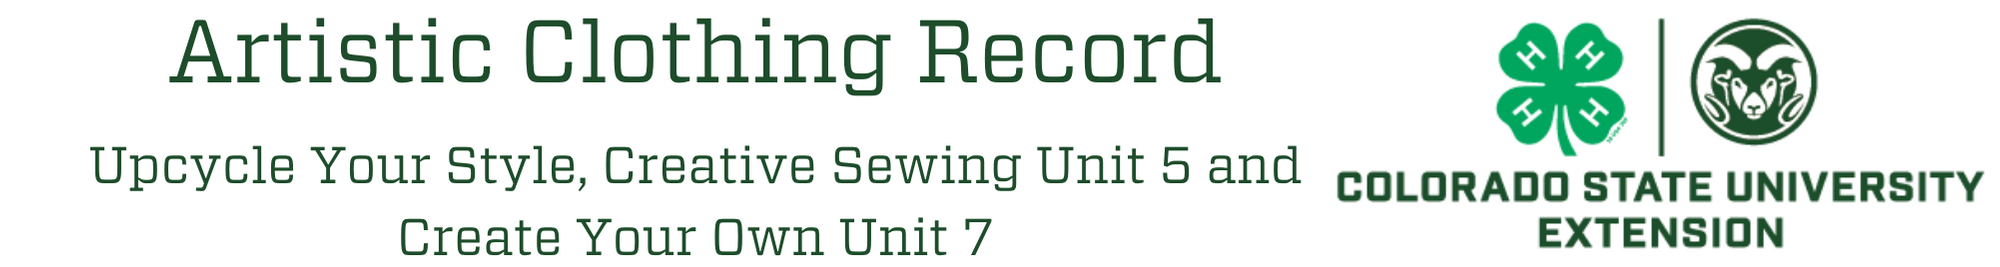 Artistic Clothing Record
Upcycle Your Style, Creative Sewing Unit 5 and
Create Your Own Unit 7
H H
H H
COLORADO STATE UNIVERSITY
EXTENSION